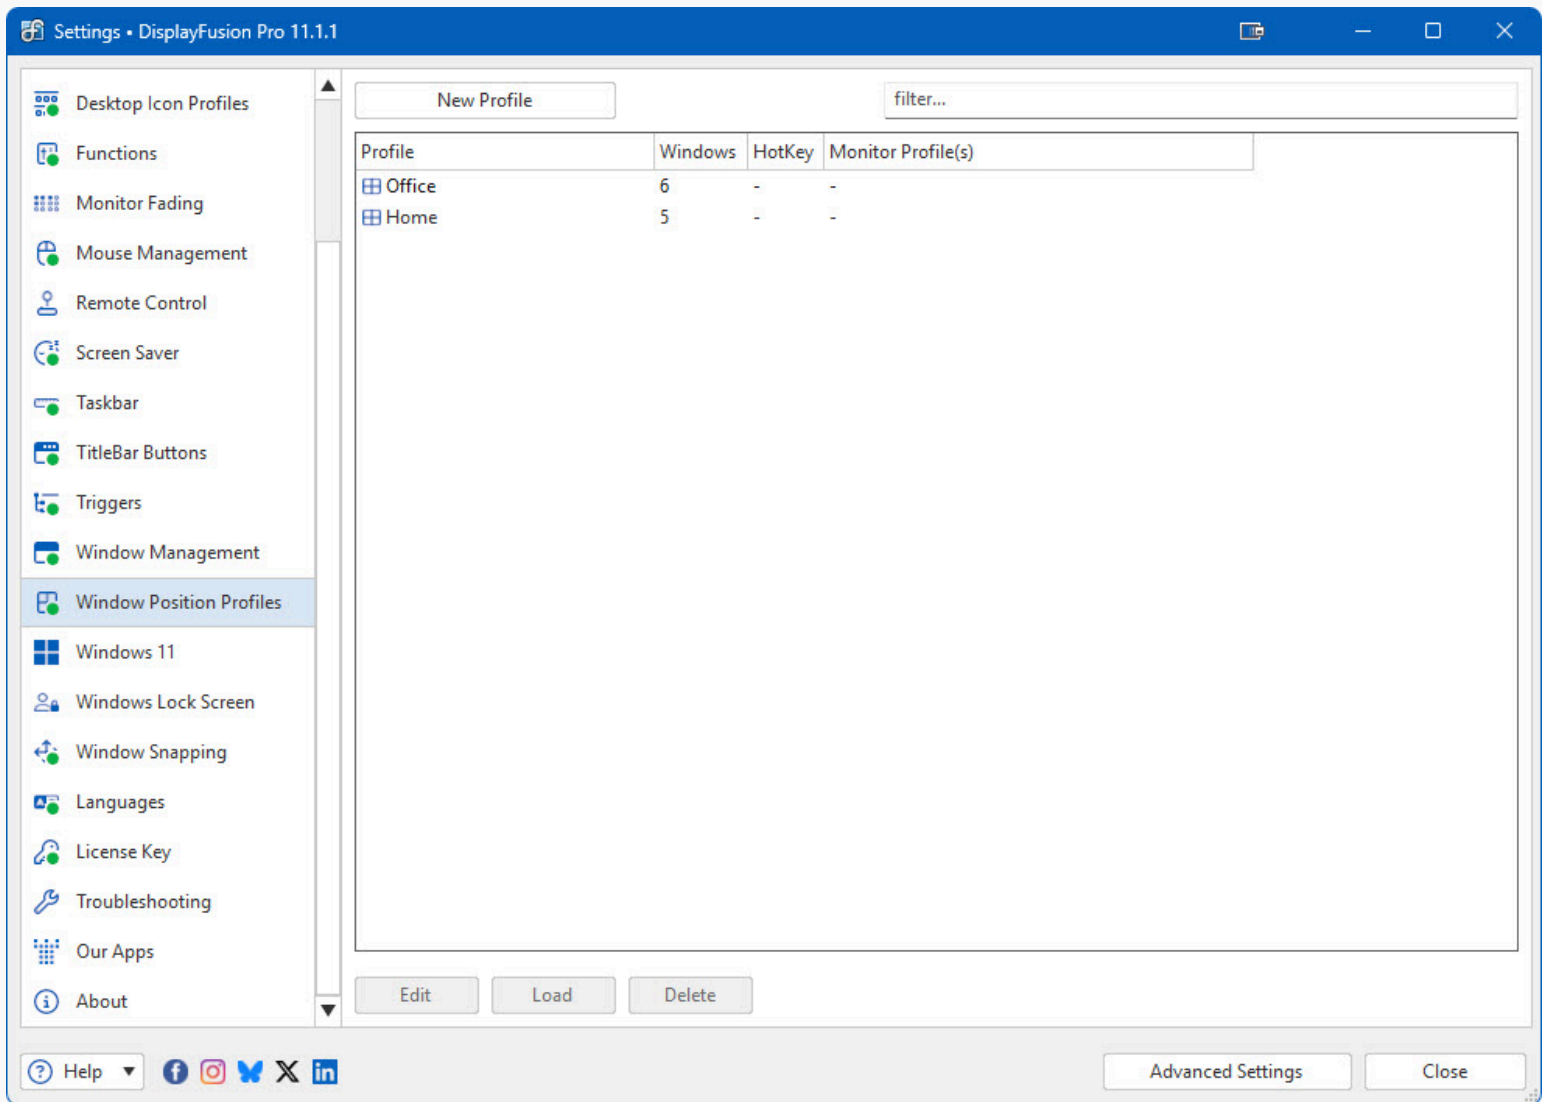 Settings • DisplayFusion Pro 11.1.1
Desktop Icon Profiles
Functions
Monitor Fading
Mouse Management
Remote Control
Screen Saver
Taskbar
TitleBar Buttons
Triggers
Window Management
Window Position Profiles
Windows 11
Windows Lock Screen
Window Snapping
Languages
License Key
Troubleshooting
Our Apps
About
New Profile filter...
Profile Windows HotKey Monitor Profile(s)
Office 6 - -
Home 5 - -
Edit Load Delete
Help Advanced Settings Close